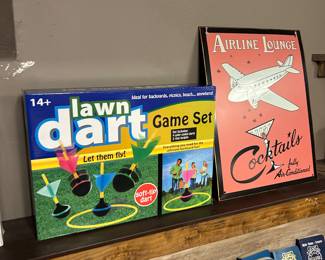 14+
Ideal for backyards, picnics, beach... anywhere!
lawn
dart
Game Set
Let them fly!
Soft-tip
dart
AIRLINE LOUNGE
Cocktails
fully
Air-Conditioned!